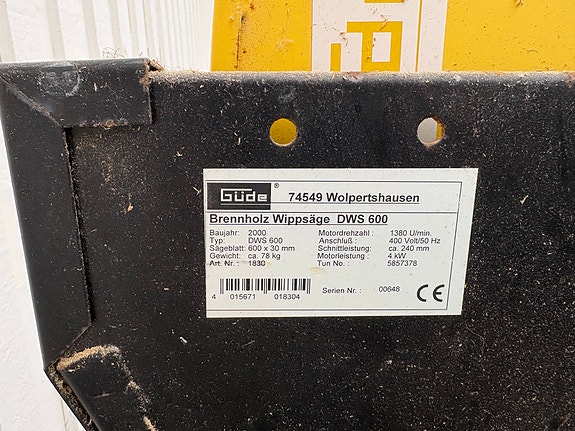 Güde ® 74549 Wolpertshausen
Brennholz Wippsäge DWS 600
Baujahr: 2000 Motordrehzahl : 1380 U/min.
Typ: DWS 600 Anschluß : 400 Volt/50 Hz
Sägeblatt: 600 x 30 mm Schnittleistung: ca. 240 mm
Gewicht: ca. 78 kg Motorleistung : 4 kW
Art. Nr. : 1830 Tun No. : 5857378
Serien Nr. : 00648 CE
4 015671 018304